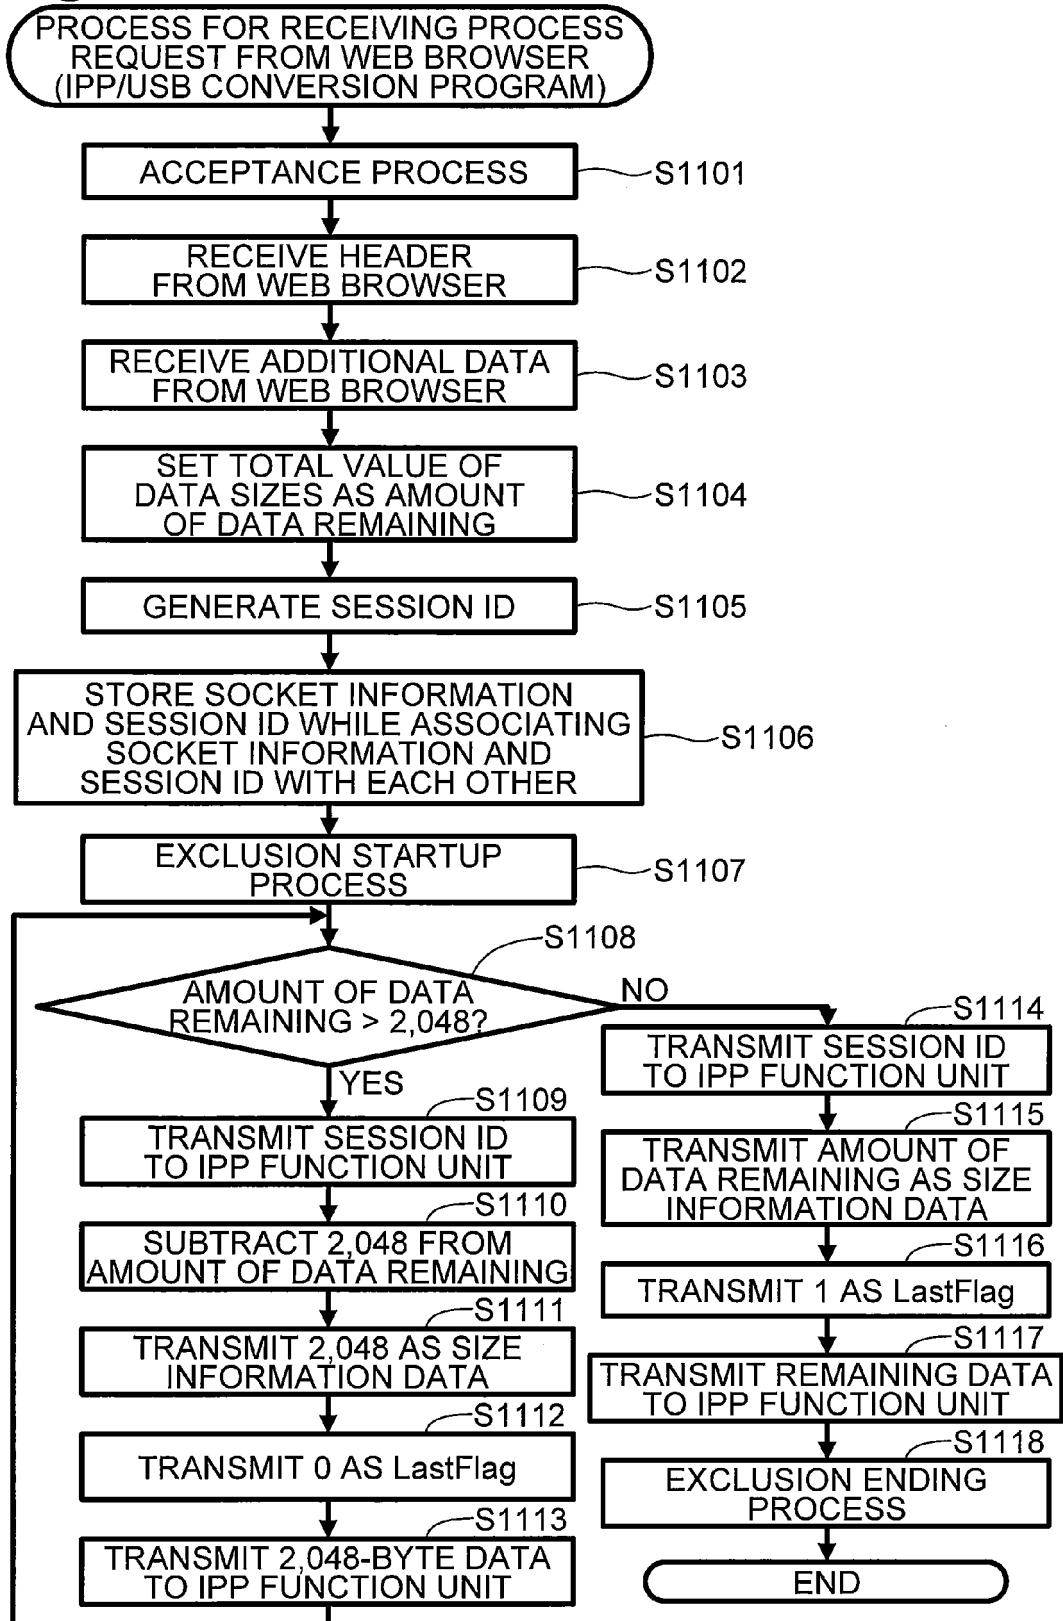 PROCESS FOR RECEIVING PROCESS
REQUEST FROM WEB BROWSER
(IPP/USB CONVERSION PROGRAM)
ACCEPTANCE PROCESS
S1101
RECEIVE HEADER
FROM WEB BROWSER
S1102
RECEIVE ADDITIONAL DATA
FROM WEB BROWSER
S1103
SET TOTAL VALUE OF
DATA SIZES AS AMOUNT
OF DATA REMAINING
S1104
GENERATE SESSION ID
S1105
STORE SOCKET INFORMATION
AND SESSION ID WHILE ASSOCIATING
SOCKET INFORMATION AND
SESSION ID WITH EACH OTHER
S1106
EXCLUSION STARTUP
PROCESS
S1107
S1108
AMOUNT OF DATA
REMAINING > 2,048?
NO
YES
S1109
TRANSMIT SESSION ID
TO IPP FUNCTION UNIT
S1110
SUBTRACT 2,048 FROM
AMOUNT OF DATA REMAINING
S1111
TRANSMIT 2,048 AS SIZE
INFORMATION DATA
S1112
TRANSMIT 0 AS LastFlag
S1113
TRANSMIT 2,048-BYTE DATA
TO IPP FUNCTION UNIT
S1114
TRANSMIT SESSION ID
TO IPP FUNCTION UNIT
S1115
TRANSMIT AMOUNT OF
DATA REMAINING AS SIZE
INFORMATION DATA
S1116
TRANSMIT 1 AS LastFlag
S1117
TRANSMIT REMAINING DATA
TO IPP FUNCTION UNIT
S1118
EXCLUSION ENDING
PROCESS
END